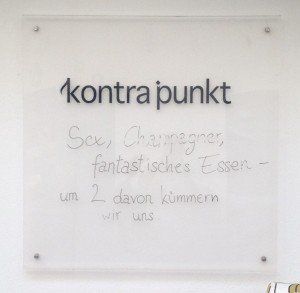 kontrapunkt
Sex, Champagner,
fantastisches Essen –
um 2 davon kümmern
wir uns.